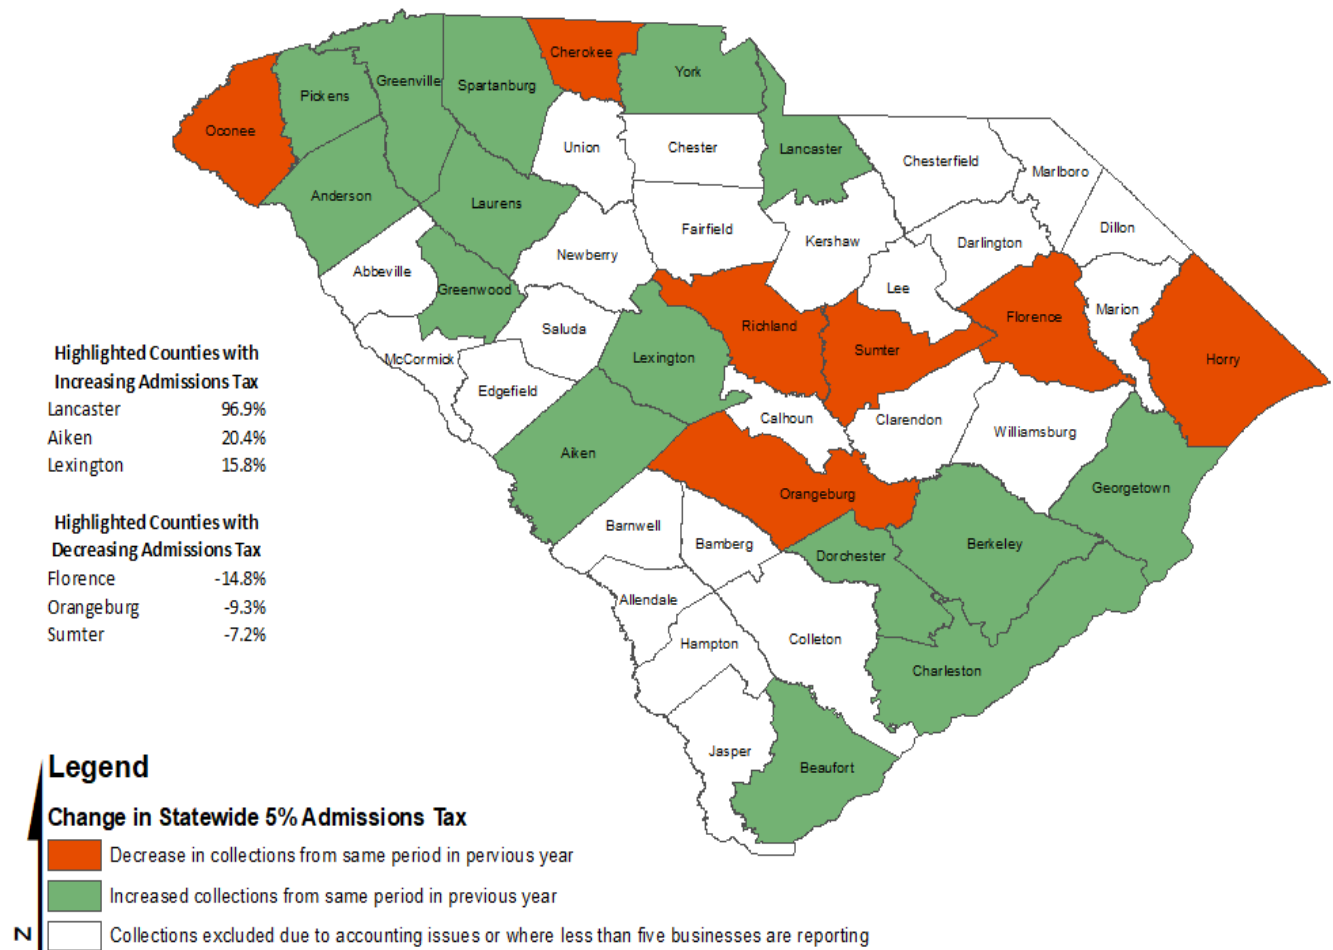 Cherokee
York
Greenville
Spartanburg
Pickens
Oconee
Union
Chester
Lancaster
Chesterfield
Marlboro
Anderson
Laurens
Fairfield
Kershaw
Darlington
Dillon
Newberry
Abbeville
Greenwood
Lee
Marion
Richland
Florence
Saluda
Sumter
Horry
McCormick
Lexington
Edgefield
Calhoun
Clarendon
Williamsburg
Aiken
Georgetown
Orangeburg
Barnwell
Bamberg
Dorchester
Berkeley
Allendale
Hampton
Colleton
Charleston
Jasper
Beaufort
Highlighted Counties with
Increasing Admissions Tax
Lancaster 96.9%
Aiken 20.4%
Lexington 15.8%
Highlighted Counties with
Decreasing Admissions Tax
Florence -14.8%
Orangeburg -9.3%
Sumter -7.2%
Legend
Change in Statewide 5% Admissions Tax
Decrease in collections from same period in pervious year
Increased collections from same period in previous year
Collections excluded due to accounting issues or where less than five businesses are reporting
N